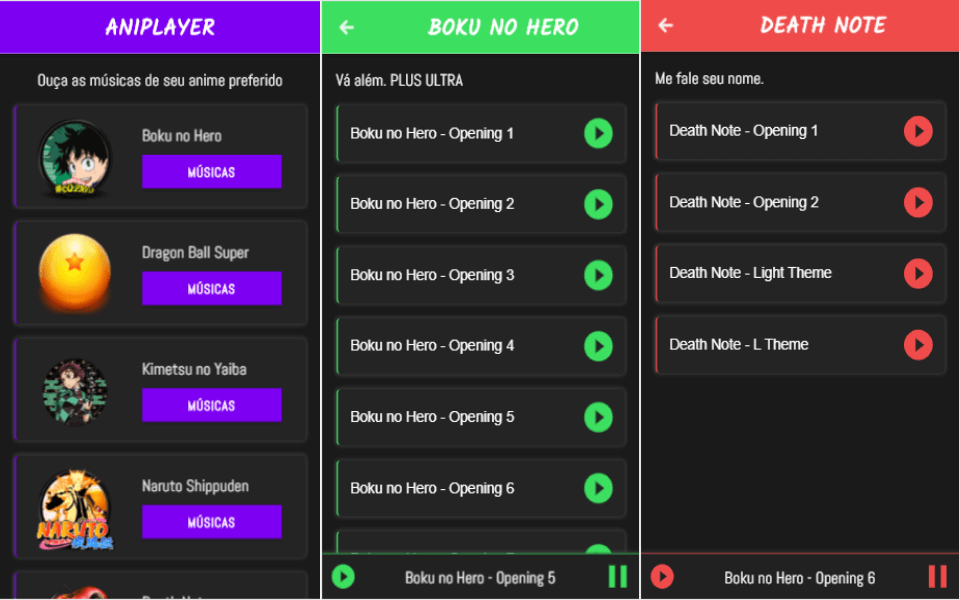 ANIPLAYER
Ouça as músicas de seu anime preferido
Boku no Hero
MÚSICAS
Dragon Ball Super
MÚSICAS
Kimetsu no Yaiba
MÚSICAS
Naruto Shippuden
MÚSICAS
NARUTO
BOKU NO HERO
Vá além. PLUS ULTRA
Boku no Hero - Opening 1
Boku no Hero - Opening 2
Boku no Hero - Opening 3
Boku no Hero - Opening 4
Boku no Hero - Opening 5
Boku no Hero - Opening 6
Boku no Hero - Opening 5
DEATH NOTE
Me fale seu nome.
Death Note - Opening 1
Death Note - Opening 2
Death Note - Light Theme
Death Note - L Theme
Boku no Hero - Opening 6